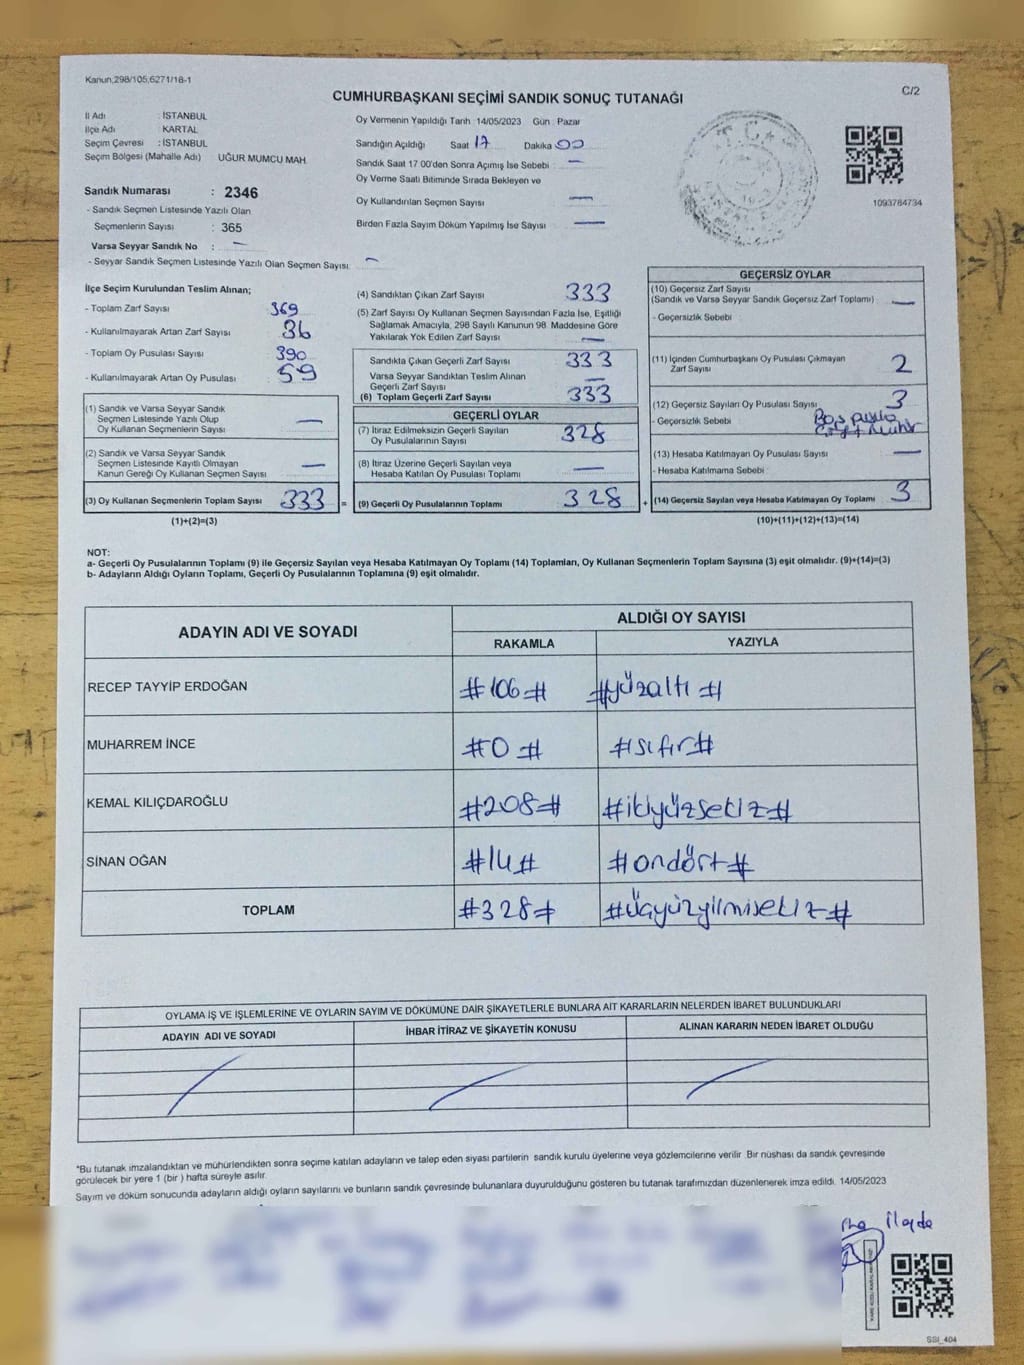 Kanun,298/105,6271/18-1
C/2
CUMHURBAŞKANI SEÇİMİ SANDIK SONUÇ TUTANAĞI
İl Adı : İSTANBUL
İlçe Adı : KARTAL
Seçim Çevresi : İSTANBUL
Seçim Bölgesi (Mahalle Adı) UĞUR MUMCU MAH.
Sandık Numarası : 2346
- Sandık Seçmen Listesinde Yazılı Olan
Seçmenlerin Sayısı : 365
Varsa Seyyar Sandık No : —
- Seyyar Sandık Seçmen Listesinde Yazılı Olan Seçmen Sayısı : —
Oy Vermenin Yapıldığı Tarih 14/05/2023 Gün : Pazar
Sandığın Açıldığı Saat 17 Dakika 00
Sandık Saat 17 00'den Sonra Açımış İse Sebebi : —
Oy Verme Saati Bitiminde Sırada Bekleyen ve
Oy Kullandırılan Seçmen Sayısı —
Birden Fazla Sayım Döküm Yapılmış İse Sayısı —
T.C.
1093784734
İlçe Seçim Kurulundan Teslim Alınan;
- Toplam Zarf Sayısı 369
- Kullanılmayarak Artan Zarf Sayısı 36
- Toplam Oy Pusulası Sayısı 390
- Kullanılmayarak Artan Oy Pusulası 59
(1) Sandık ve Varsa Seyyar Sandık
Seçmen Listesinde Yazılı Olup
Oy Kullanan Seçmenlerin Sayısı —
(2) Sandık ve Varsa Seyyar Sandık
Seçmen Listesinde Kayıtlı Olmayan
Kanun Gereği Oy Kullanan Seçmen Sayısı —
(3) Oy Kullanan Seçmenlerin Toplam Sayısı 333 =
(1)+(2)=(3)
(4) Sandıktan Çıkan Zarf Sayısı 333
(5) Zarf Sayısı Oy Kullanan Seçmen Sayısından Fazla İse, Eşitliği
Sağlamak Amacıyla, 298 Sayılı Kanunun 98. Maddesine Göre
Yakılarak Yok Edilen Zarf Sayısı —
Sandıkta Çıkan Geçerli Zarf Sayısı 333
Varsa Seyyar Sandıktan Teslim Alınan
Geçerli Zarf Sayısı —
(6) Toplam Geçerli Zarf Sayısı 333
GEÇERLİ OYLAR
(7) İtiraz Edilmeksizin Geçerli Sayılan
Oy Pusulalarının Sayısı 328
(8) İtiraz Üzerine Geçerli Sayılan veya
Hesaba Katılan Oy Pusulası Toplamı —
(9) Geçerli Oy Pusulalarının Toplamı 328 +
GEÇERSİZ OYLAR
(10) Geçersiz Zarf Sayısı
(Sandık ve Varsa Seyyar Sandık Geçersiz Zarf Toplamı) —
- Geçersizlik Sebebi :
(11) İçinden Cumhurbaşkanı Oy Pusulası Çıkmayan
Zarf Sayısı 2
(12) Geçersiz Sayılan Oy Pusulası Sayısı 3
- Geçersizlik Sebebi : Boş pusula
Çift Mühür
(13) Hesaba Katılmayan Oy Pusulası Sayısı —
- Hesaba Katılmama Sebebi :
(14) Geçersiz Sayılan veya Hesaba Katılmayan Oy Toplamı 3
(10)+(11)+(12)+(13)=(14)
NOT:
a- Geçerli Oy Pusulalarının Toplamı (9) ile Geçersiz Sayılan veya Hesaba Katılmayan Oy Toplamı (14) Toplamları, Oy Kullanan Seçmenlerin Toplam Sayısına (3) eşit olmalıdır. (9)+(14)=(3)
b- Adayların Aldığı Oyların Toplamı, Geçerli Oy Pusulalarının Toplamına (9) eşit olmalıdır.
ADAYIN ADI VE SOYADI
ALDIĞI OY SAYISI
RAKAMLA YAZIYLA
RECEP TAYYİP ERDOĞAN #106# #yüzaltı#
MUHARREM İNCE #0# #sıfır#
KEMAL KILIÇDAROĞLU #208# #ikiyüzsekiz#
SİNAN OĞAN #14# #ondört#
TOPLAM #328# #üçyüzyirmisekiz#
OYLAMA İŞ VE İŞLEMLERİNE VE OYLARIN SAYIM VE DÖKÜMÜNE DAİR ŞİKAYETLERLE BUNLARA AİT KARARLARIN NELERDEN İBARET BULUNDUKLARI
ADAYIN ADI VE SOYADI İHBAR İTİRAZ VE ŞİKAYETİN KONUSU ALINAN KARARIN NEDEN İBARET OLDUĞU
*Bu tutanak imzalandıktan ve mühürlendikten sonra seçime katılan adayların ve talep eden siyası partilerin sandık kurulu üyelerine veya gözlemcilerine verilir. Bir nüshası da sandık çevresinde
görülecek bir yere 1 (bir ) hafta süreyle asılır.
Sayım ve döküm sonucunda adayların aldığı oyların sayılarını ve bunların sandık çevresinde bulunanlara duyurulduğunu gösteren bu tutanak tarafımızdan düzenlenerek imza edildi. 14/05/2023
SSI_404